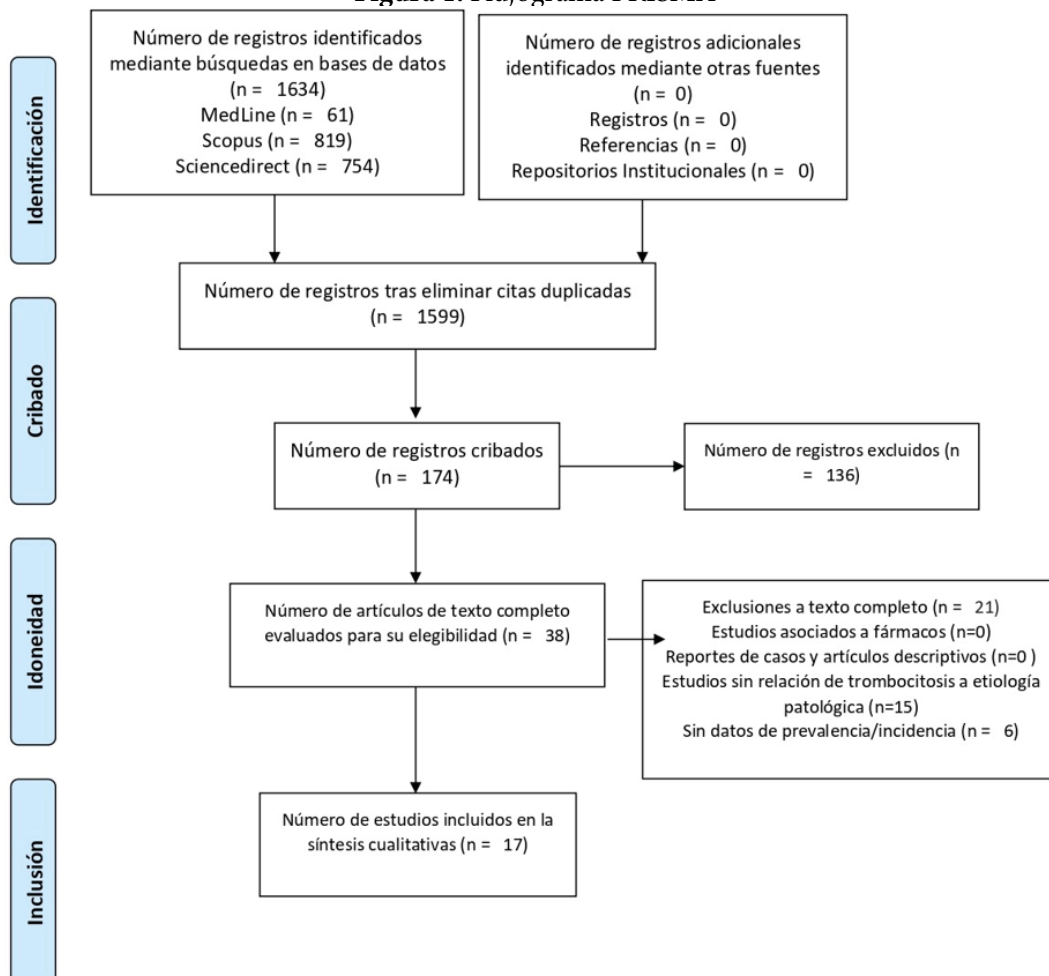 Figura 1. Flujograma PRISMA
Identificación
Número de registros identificados
mediante búsquedas en bases de datos
(n = 1634)
MedLine (n = 61)
Scopus (n = 819)
Sciencedirect (n = 754)
Número de registros adicionales
identificados mediante otras fuentes
(n = 0)
Registros (n = 0)
Referencias (n = 0)
Repositorios Institucionales (n = 0)
Número de registros tras eliminar citas duplicadas
(n = 1599)
Cribado
Número de registros cribados
(n = 174)
Número de registros excluidos (n
= 136)
Idoneidad
Número de artículos de texto completo
evaluados para su elegibilidad (n = 38)
Exclusiones a texto completo (n = 21)
Estudios asociados a fármacos (n=0)
Reportes de casos y artículos descriptivos (n=0 )
Estudios sin relación de trombocitosis a etiología
patológica (n=15)
Sin datos de prevalencia/incidencia (n = 6)
Inclusión
Número de estudios incluidos en la
síntesis cualitativas (n = 17)